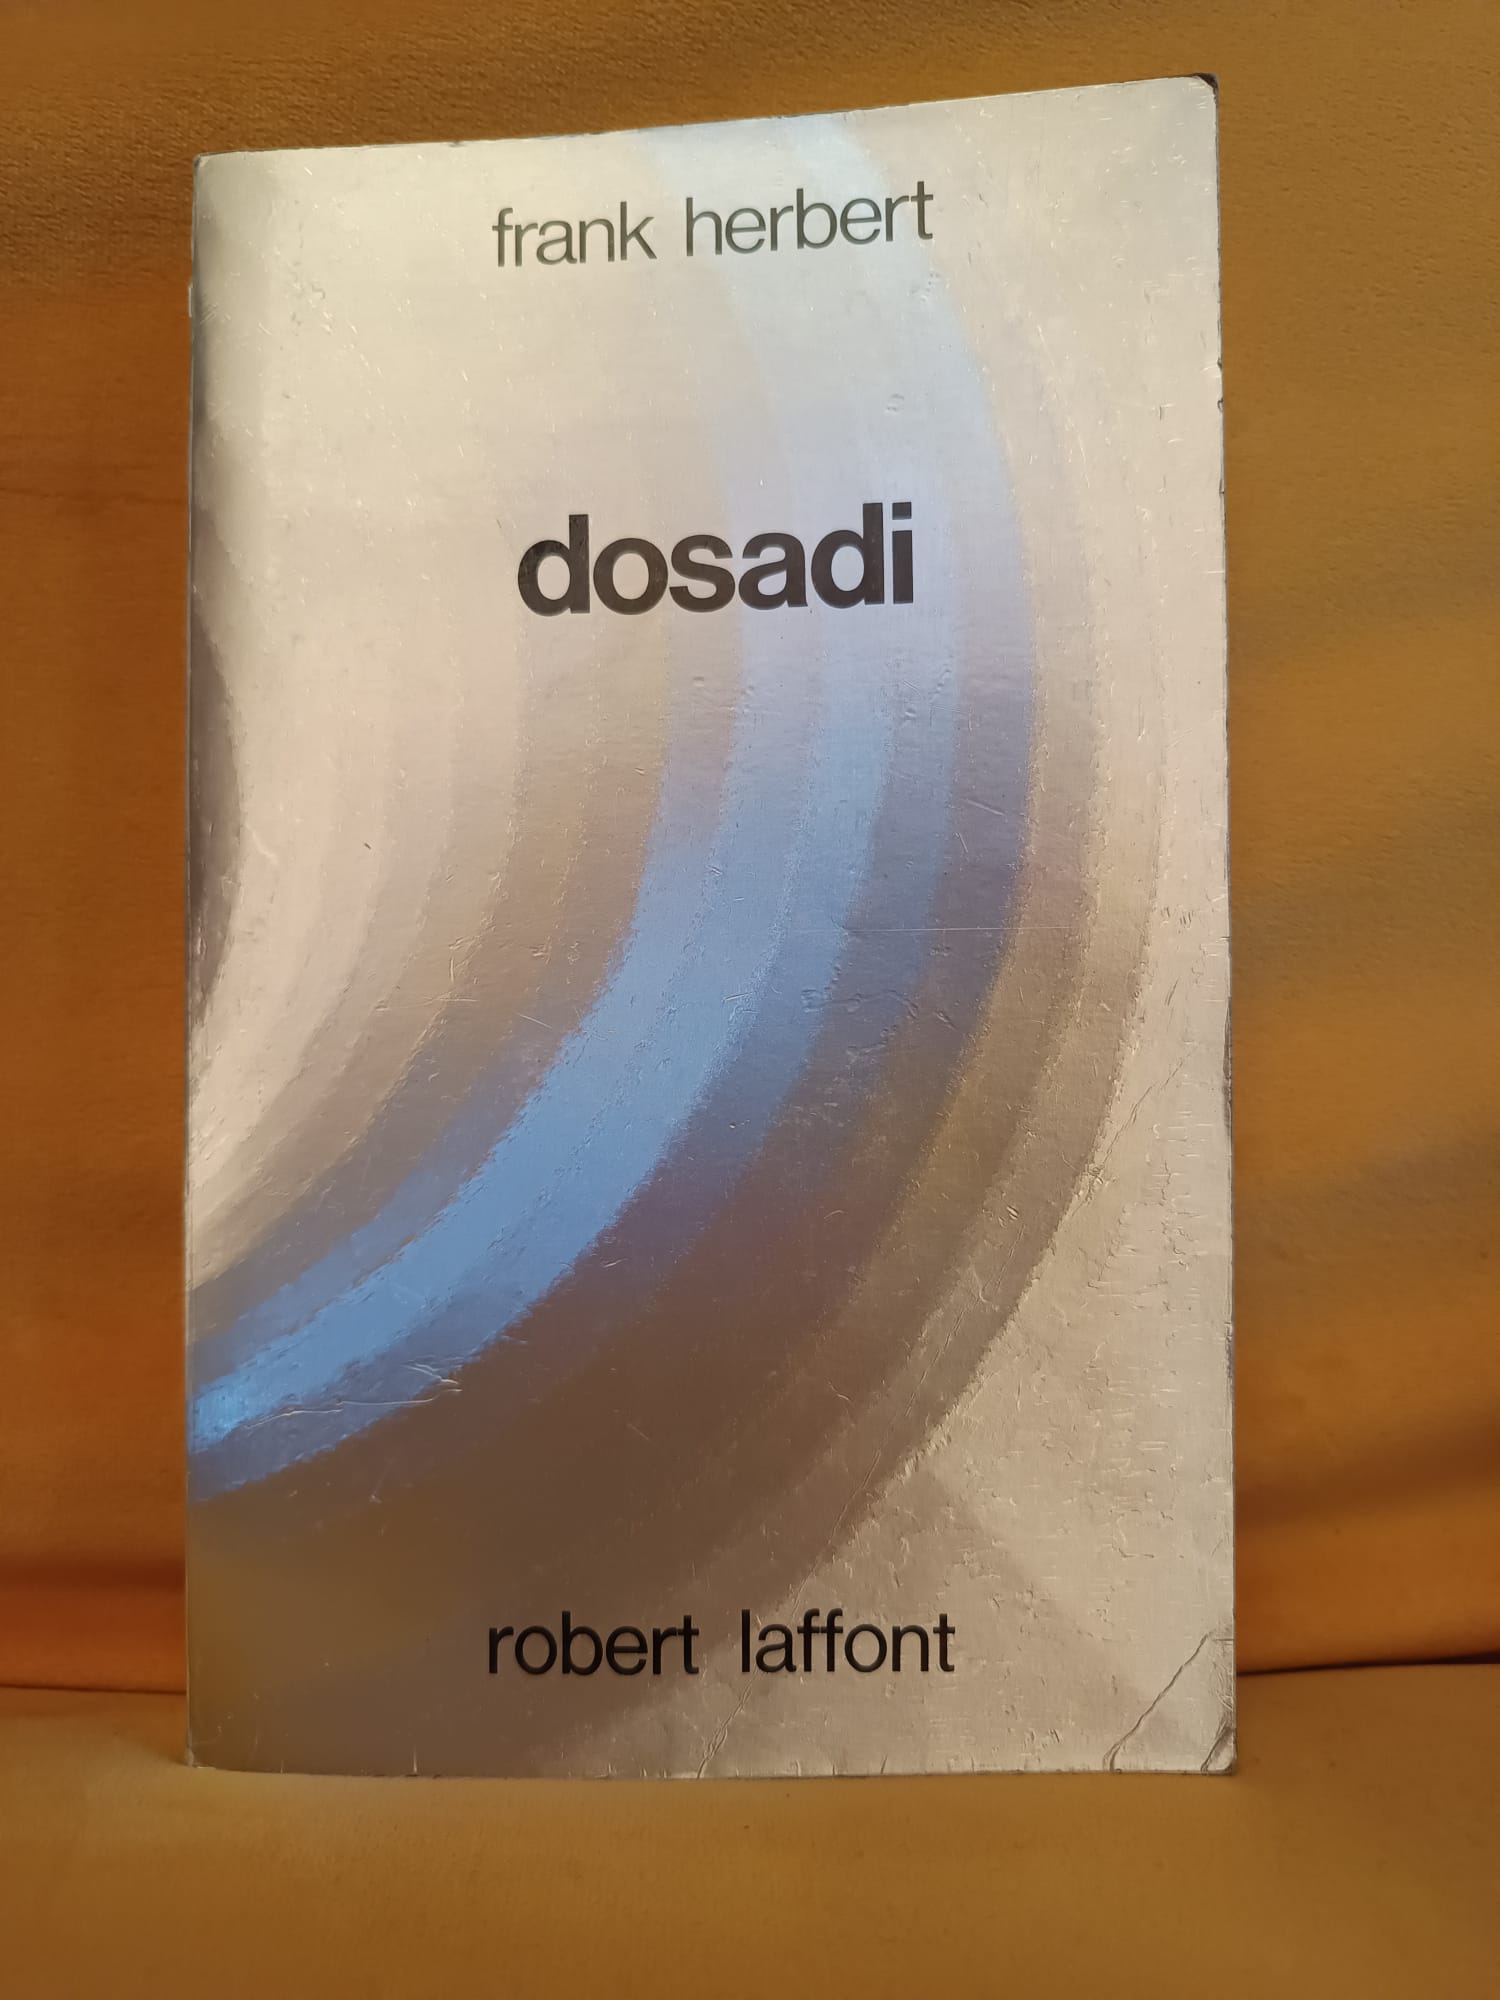 frank herbert
dosadi
robert laffont